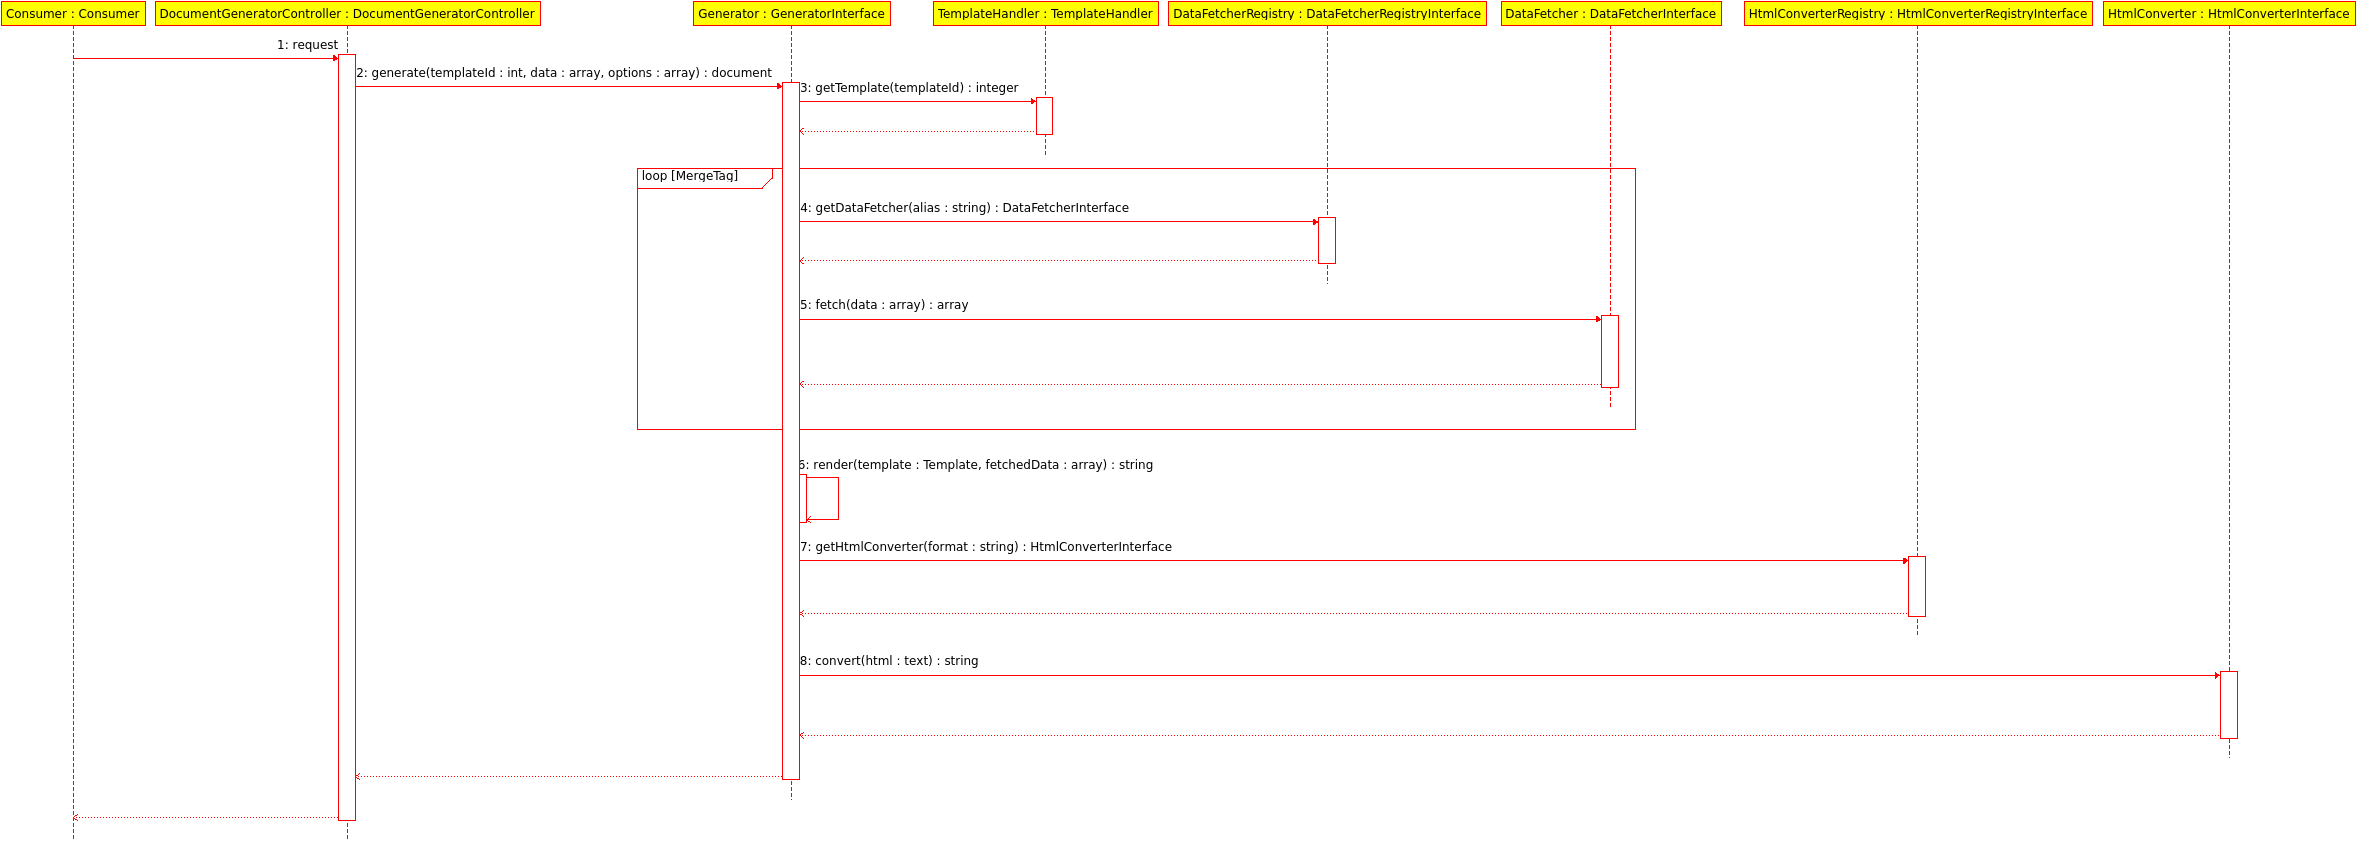 Consumer : Consumer
DocumentGeneratorController : DocumentGeneratorController
Generator : GeneratorInterface
TemplateHandler : TemplateHandler
DataFetcherRegistry : DataFetcherRegistryInterface
DataFetcher : DataFetcherInterface
HtmlConverterRegistry : HtmlConverterRegistryInterface
HtmlConverter : HtmlConverterInterface
1: request
2: generate(templateId : int, data : array, options : array) : document
3: getTemplate(templateId) : integer
loop [MergeTag]
4: getDataFetcher(alias : string) : DataFetcherInterface
5: fetch(data : array) : array
6: render(template : Template, fetchedData : array) : string
7: getHtmlConverter(format : string) : HtmlConverterInterface
8: convert(html : text) : string